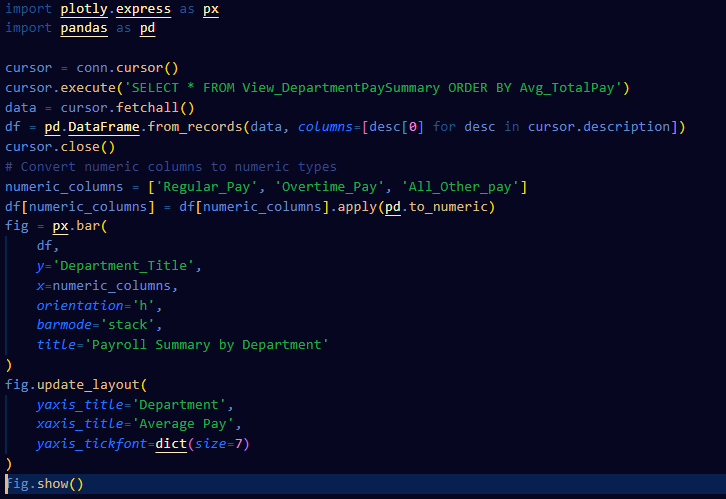 import plotly.express as px
import pandas as pd

cursor = conn.cursor()
cursor.execute('SELECT * FROM View_DepartmentPaySummary ORDER BY Avg_TotalPay')
data = cursor.fetchall()
df = pd.DataFrame.from_records(data, columns=[desc[0] for desc in cursor.description])
cursor.close()
# Convert numeric columns to numeric types
numeric_columns = ['Regular_Pay', 'Overtime_Pay', 'All_Other_pay']
df[numeric_columns] = df[numeric_columns].apply(pd.to_numeric)
fig = px.bar(
    df,
    y='Department_Title',
    x=numeric_columns,
    orientation='h',
    barmode='stack',
    title='Payroll Summary by Department'
)
fig.update_layout(
    yaxis_title='Department',
    xaxis_title='Average Pay',
    yaxis_tickfont=dict(size=7)
)
fig.show()